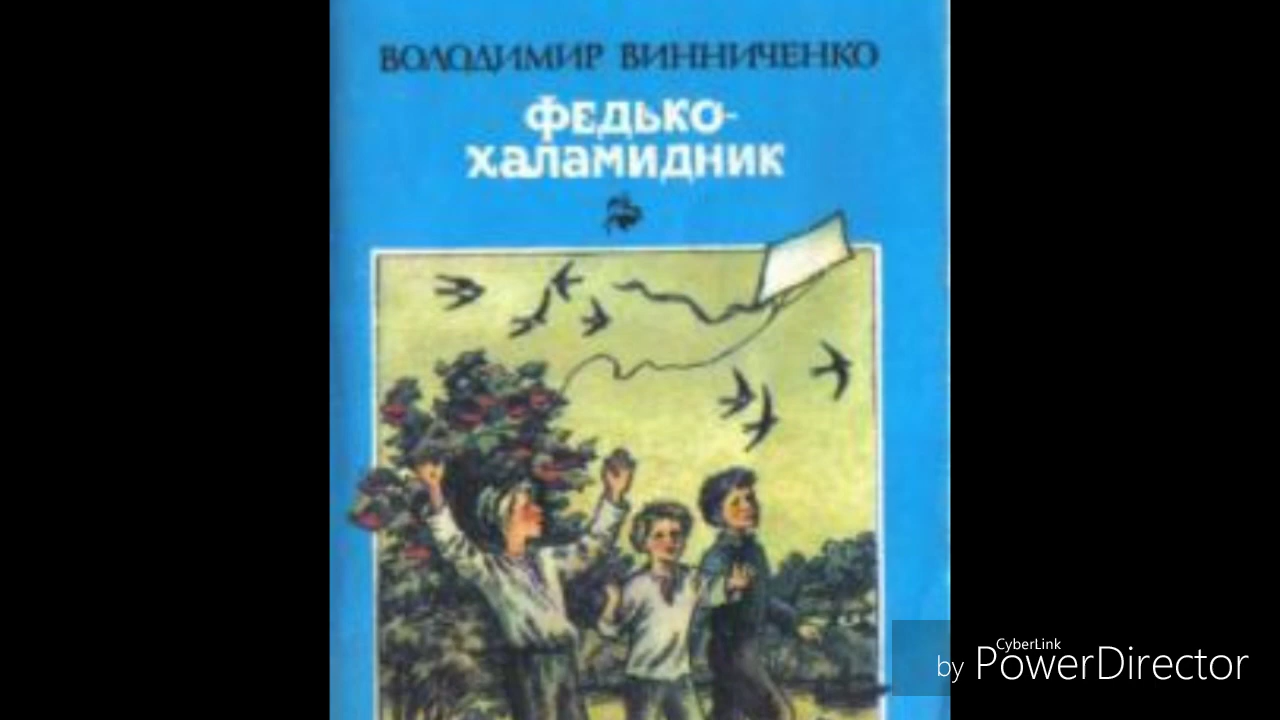 ВОЛОДИМИР ВИННИЧЕНКО
ФЕДЬКО-
ХАЛАМИДНИК
CyberLink
by PowerDirector